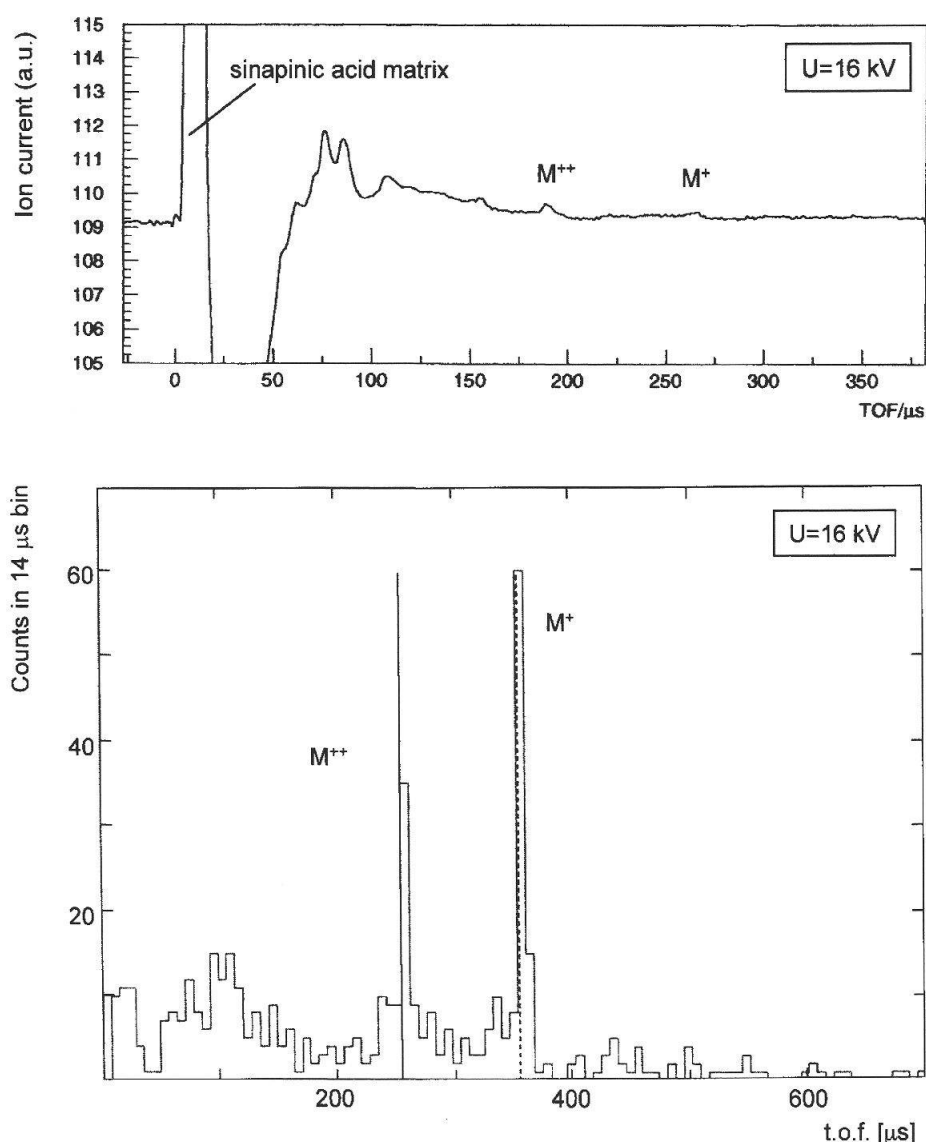 Ion current (a.u.)
115
114
113
112
111
110
109
108
107
106
105
sinapinic acid matrix
U=16 kV
M++
M+
0
50
100
150
200
250
300
350
TOF/μs
Counts in 14 μs bin
60
40
20
U=16 kV
M++
M+
200
400
600
t.o.f. [μs]